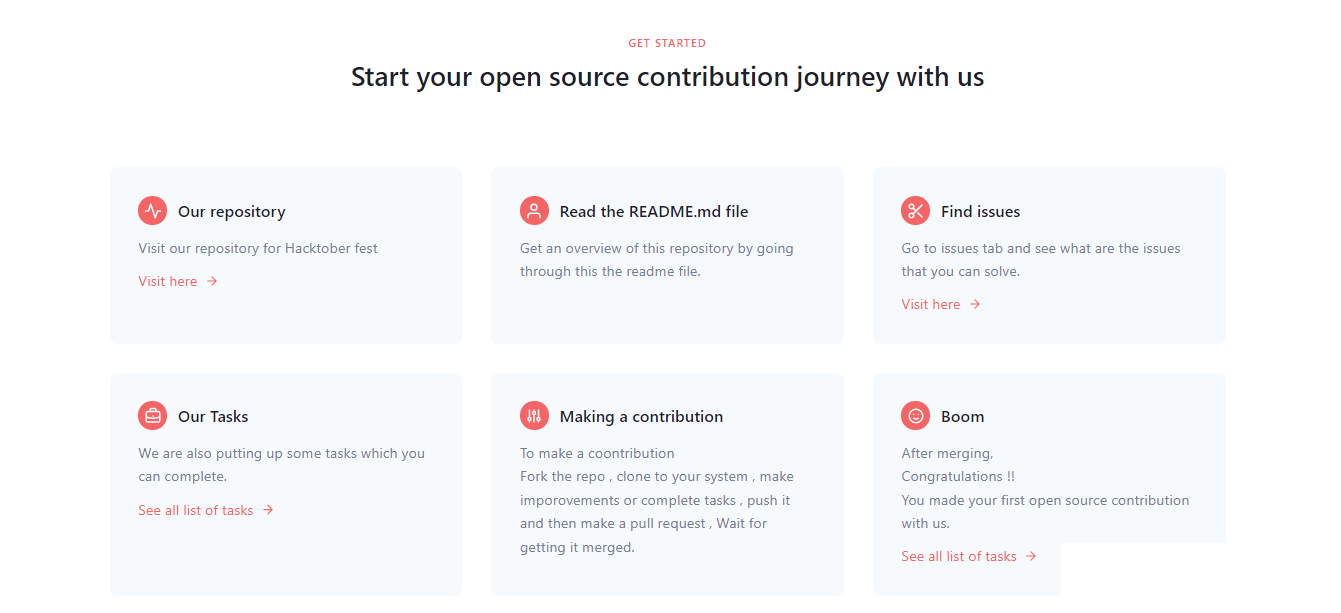 GET STARTED
Start your open source contribution journey with us
Our repository
Visit our repository for Hacktober fest
Visit here →
Read the README.md file
Get an overview of this repository by going
through this the readme file.
Find issues
Go to issues tab and see what are the issues
that you can solve.
Visit here →
Our Tasks
We are also putting up some tasks which you
can complete.
See all list of tasks →
Making a contribution
To make a coontribution
Fork the repo , clone to your system , make
imporovements or complete tasks , push it
and then make a pull request , Wait for
getting it merged.
Boom
After merging,
Congratulations !!
You made your first open source contribution
with us.
See all list of tasks →